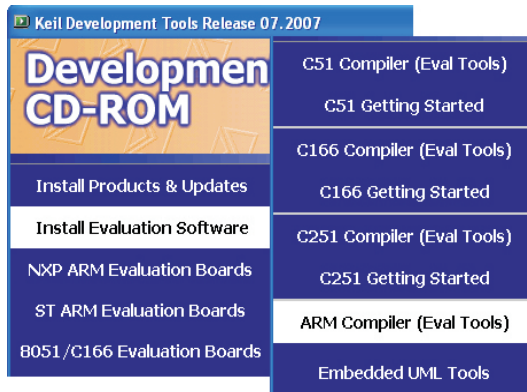 Keil Development Tools Release 07.2007
Developmen
CD-ROM
Install Products & Updates
Install Evaluation Software
NXP ARM Evaluation Boards
ST ARM Evaluation Boards
8051/C166 Evaluation Boards
C51 Compiler (Eval Tools)
C51 Getting Started
C166 Compiler (Eval Tools)
C166 Getting Started
C251 Compiler (Eval Tools)
C251 Getting Started
ARM Compiler (Eval Tools)
Embedded UML Tools